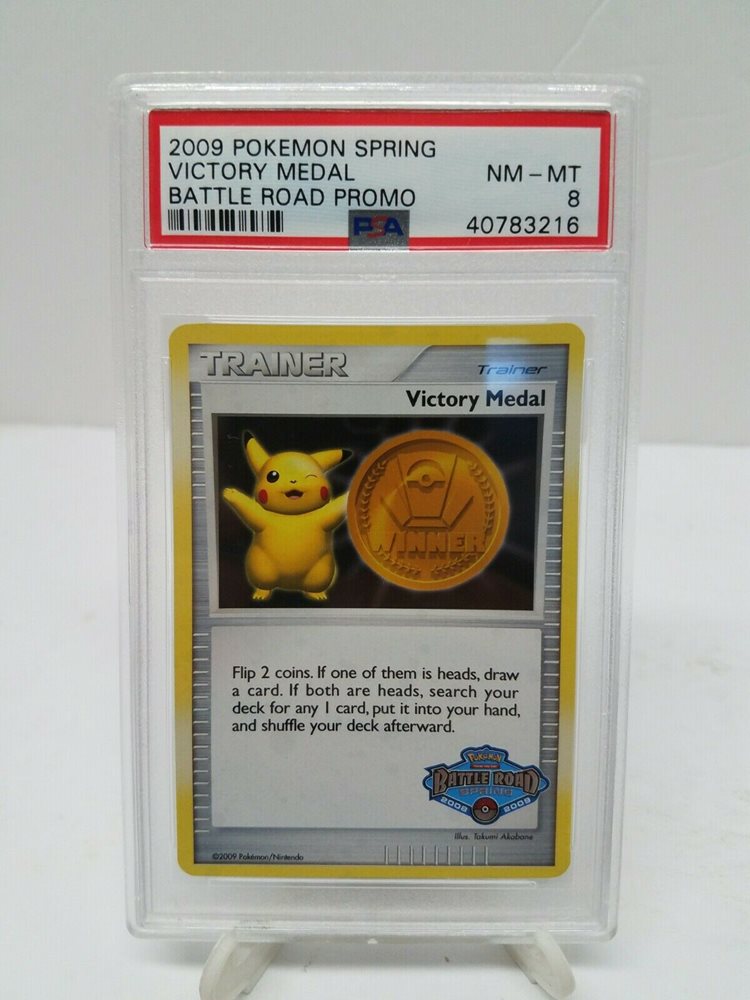 2009 POKEMON SPRING
VICTORY MEDAL NM - MT
BATTLE ROAD PROMO 8
PSA 40783216
TRAINER Trainer
Victory Medal
WINNER
Flip 2 coins. If one of them is heads, draw
a card. If both are heads, search your
deck for any 1 card, put it into your hand,
and shuffle your deck afterward.
POKéMON
BATTLE ROAD
SPRING
2008 2009
Illus. Takumi Akabane
©2009 Pokémon/Nintendo